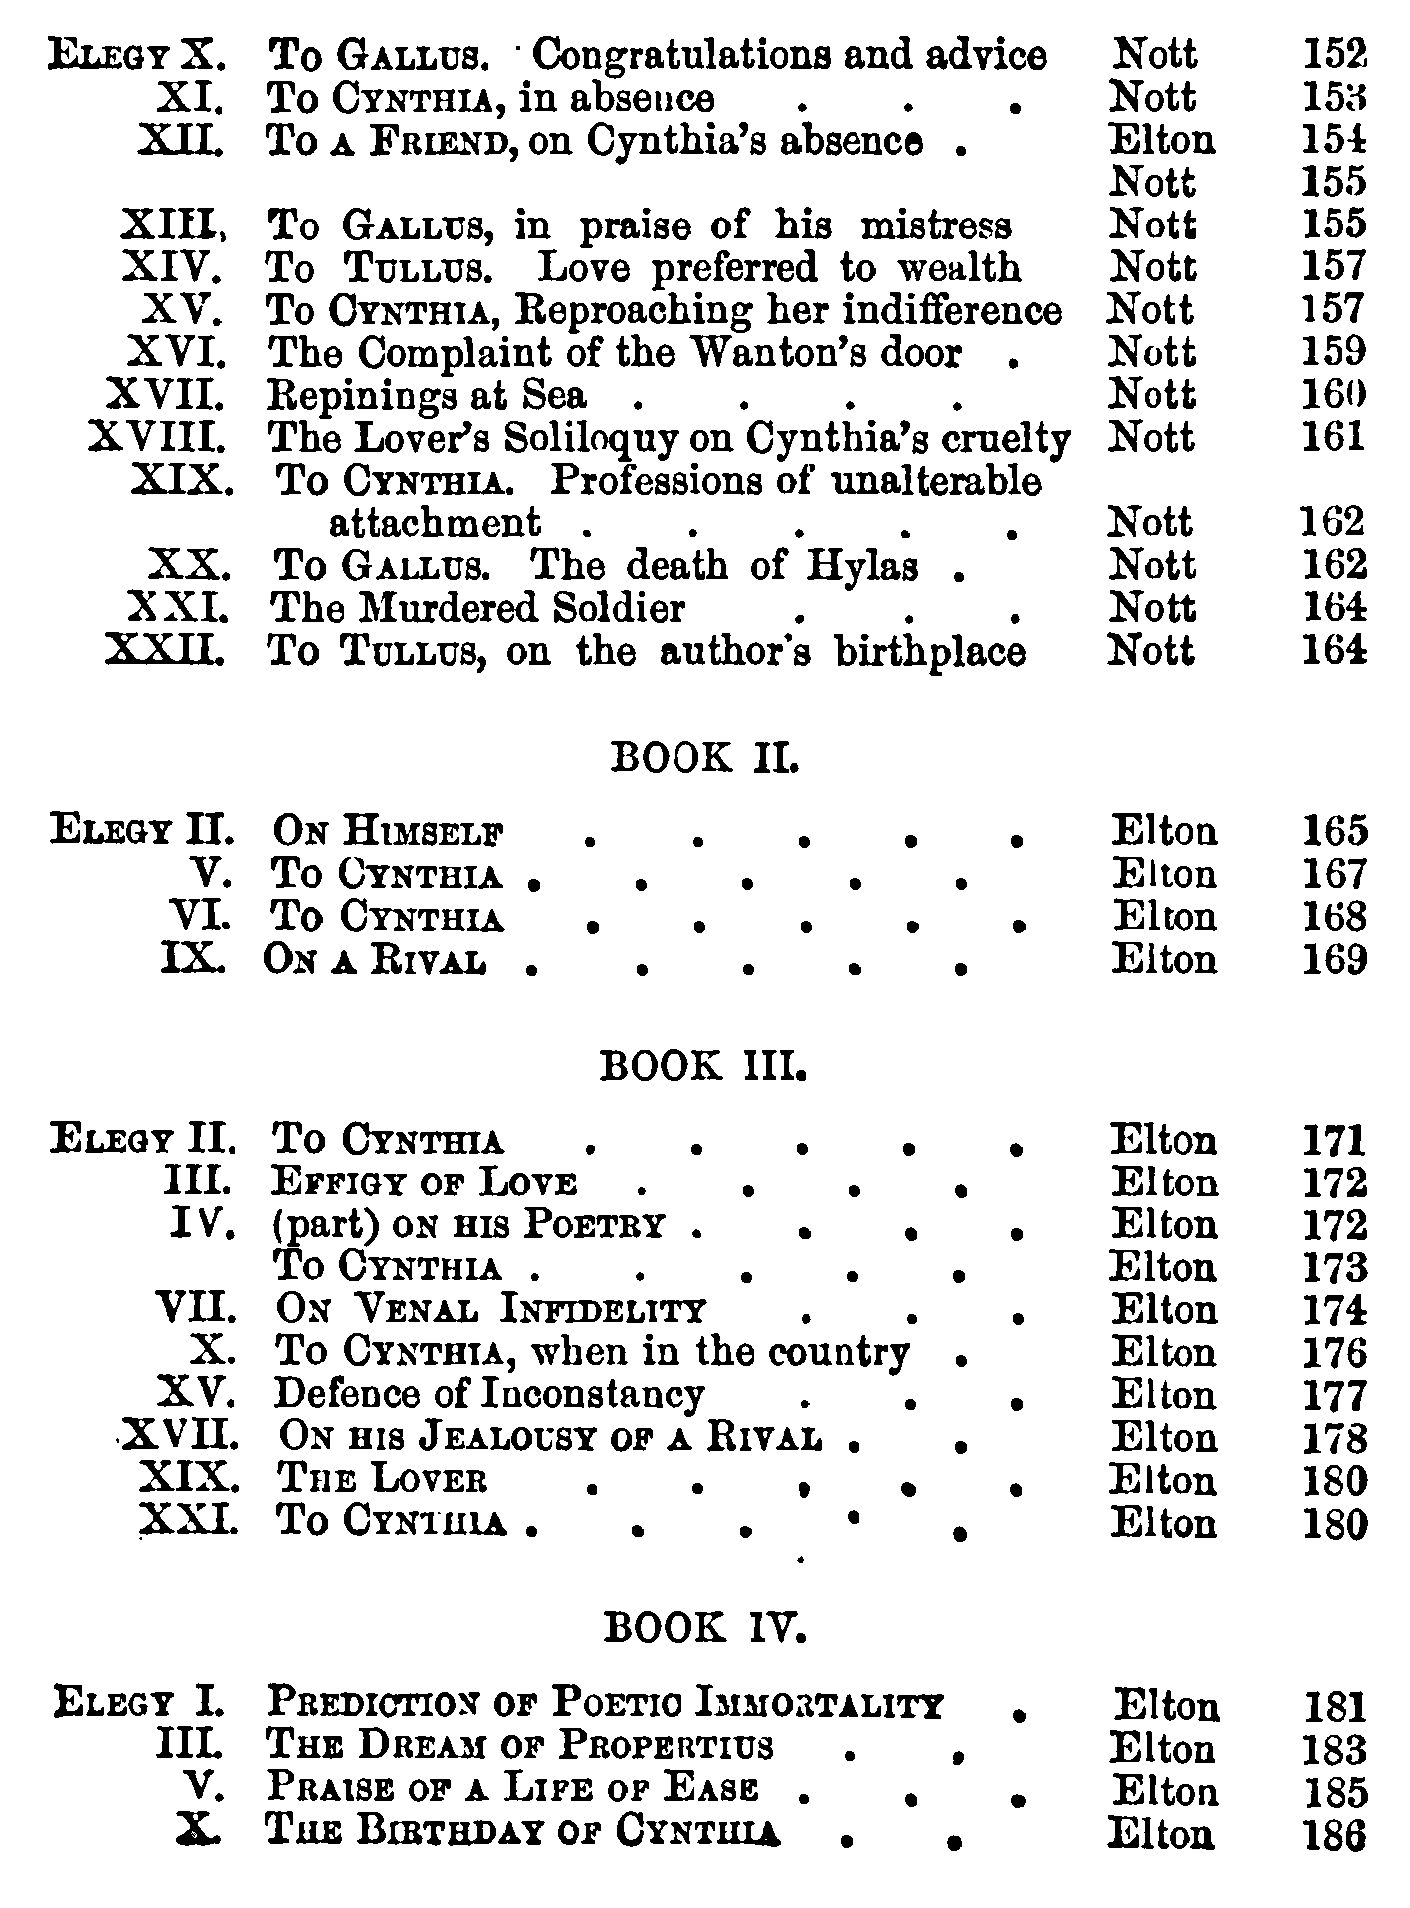 ELEGY X. To GALLUS. Congratulations and advice Nott 152
XI. To CYNTHIA, in absence . . . Nott 153
XII. To A FRIEND, on Cynthia's absence . Elton 154
Nott 155
XIII, To GALLUS, in praise of his mistress Nott 155
XIV. To TULLUS. Love preferred to wealth Nott 157
XV. To CYNTHIA, Reproaching her indifference Nott 157
XVI. The Complaint of the Wanton's door . Nott 159
XVII. Repinings at Sea . . . . Nott 160
XVIII. The Lover's Soliloquy on Cynthia's cruelty Nott 161
XIX. To CYNTHIA. Professions of unalterable
attachment . . . . . Nott 162
XX. To GALLUS. The death of Hylas . Nott 162
XXI. The Murdered Soldier . . . Nott 164
XXII. To TULLUS, on the author's birthplace Nott 164
BOOK II.
ELEGY II. ON HIMSELF . . . . . Elton 165
V. To CYNTHIA . . . . . Elton 167
VI. To CYNTHIA . . . . . Elton 168
IX. ON A RIVAL . . . . . Elton 169
BOOK III.
ELEGY II. To CYNTHIA . . . . . Elton 171
III. EFFIGY OF LOVE . . . . Elton 172
IV. (part) ON HIS POETRY . . . . Elton 172
To CYNTHIA . . . . . Elton 173
VII. ON VENAL INFIDELITY . . . Elton 174
X. To CYNTHIA, when in the country . Elton 176
XV. Defence of Inconstancy . . . Elton 177
XVII. ON HIS JEALOUSY OF A RIVAL . . Elton 178
XIX. THE LOVER . . . . . Elton 180
XXI. To CYNTHIA . . . . . Elton 180
BOOK IV.
ELEGY I. PREDICTION OF POETIC IMMORTALITY . Elton 181
III. THE DREAM OF PROPERTIUS . . Elton 183
V. PRAISE OF A LIFE OF EASE . . . Elton 185
X. THE BIRTHDAY OF CYNTHIA . . Elton 186